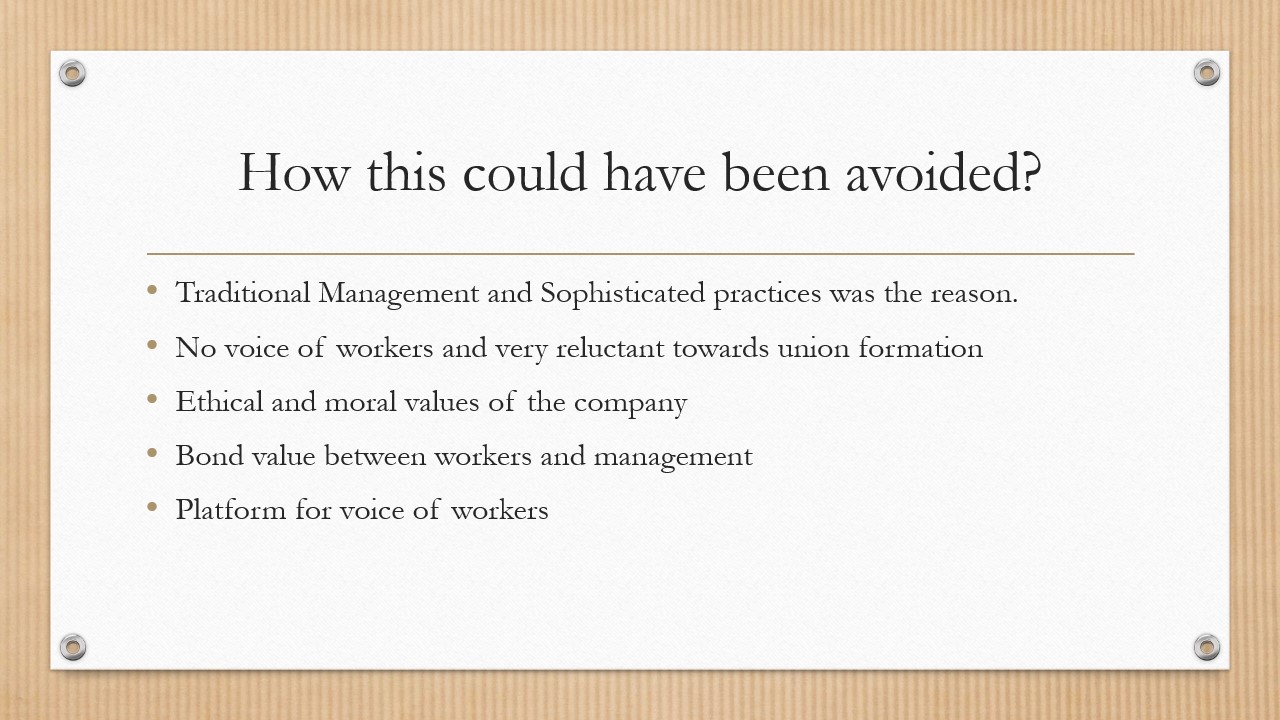 How this could have been avoided?
• Traditional Management and Sophisticated practices was the reason.
• No voice of workers and very reluctant towards union formation
• Ethical and moral values of the company
• Bond value between workers and management
• Platform for voice of workers